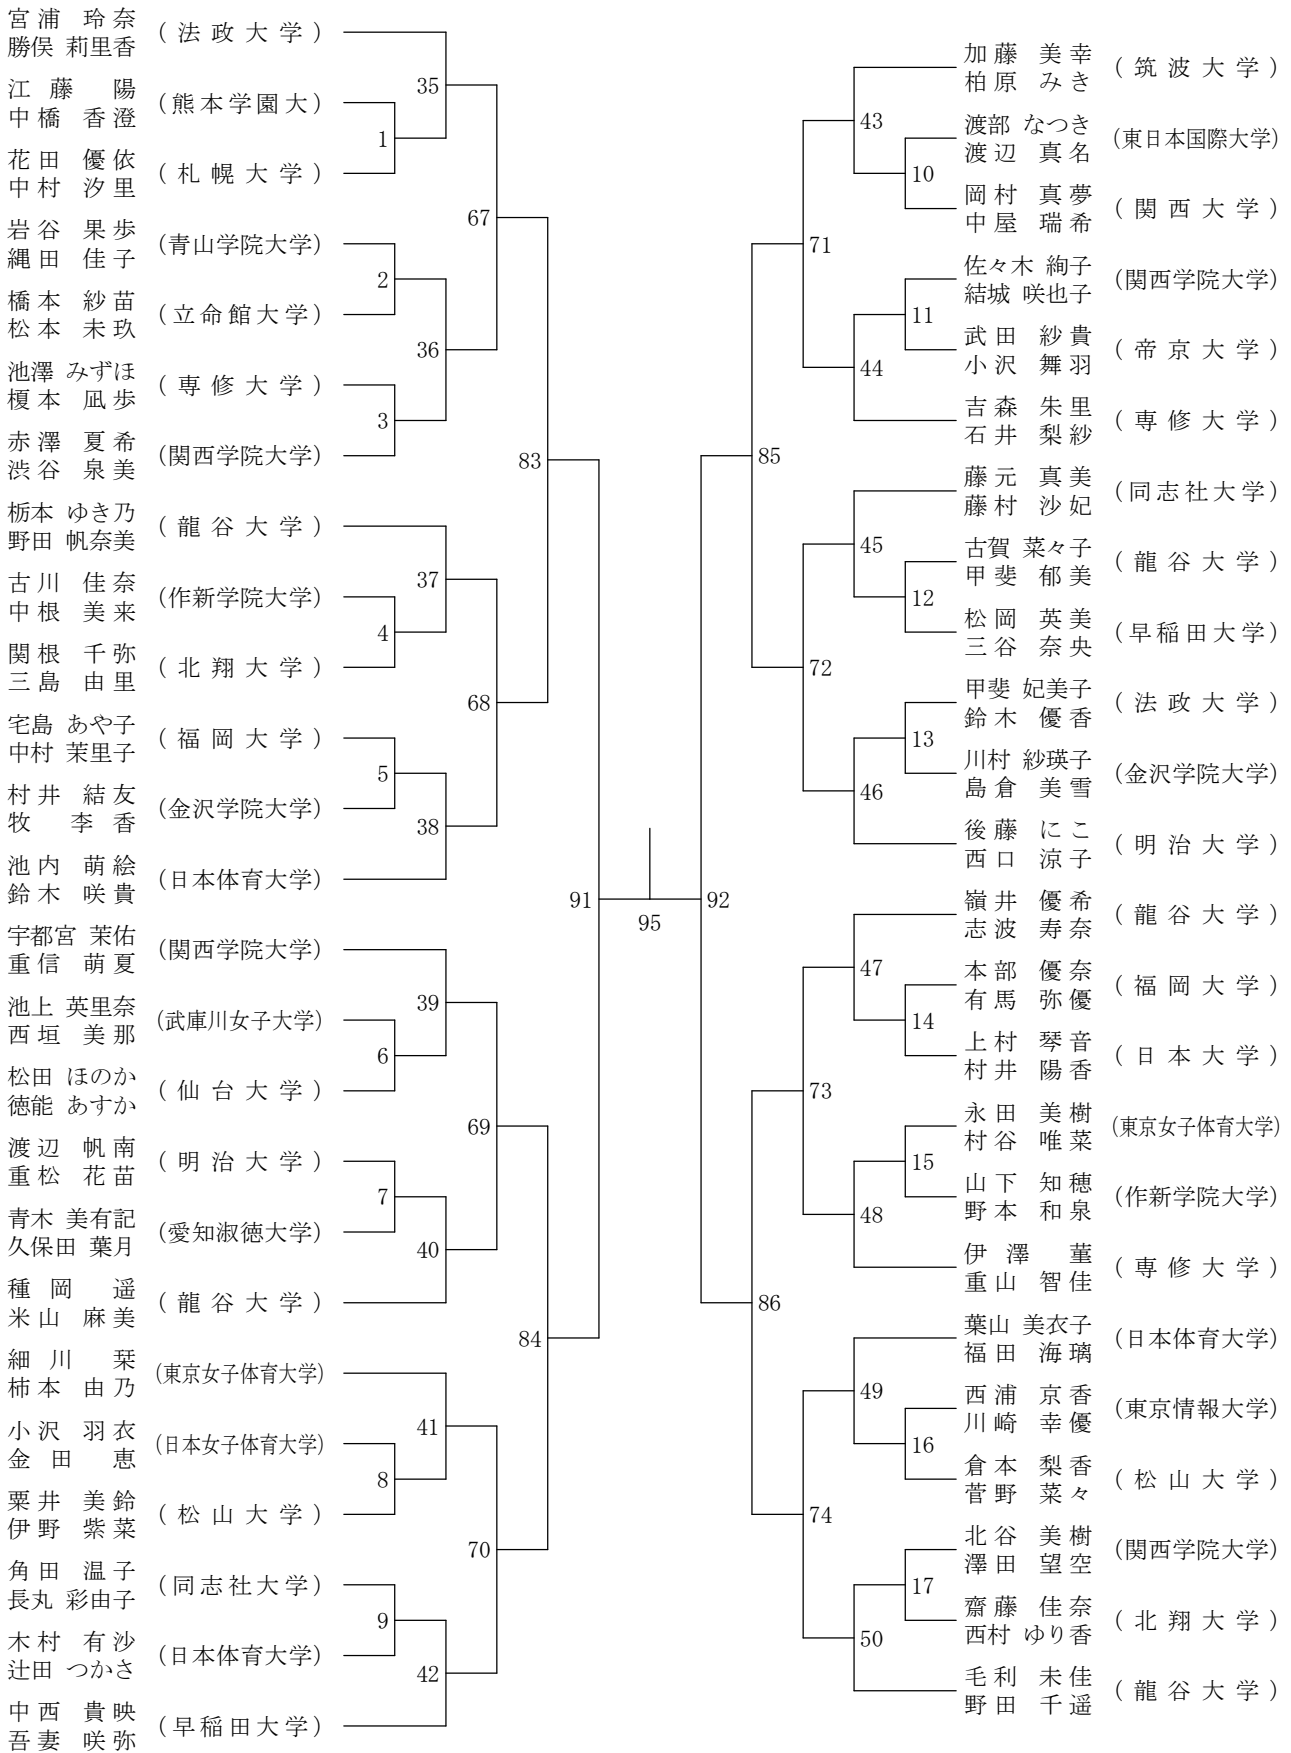 宮浦 玲奈
勝俣 莉里香
(法政大学)
江藤 陽
中橋 香澄
(熊本学園大)
花田 優依
中村 汐里
(札幌大学)
岩谷 果歩
縄田 佳子
(青山学院大学)
橋本 紗苗
松本 未玖
(立命館大学)
池澤 みずほ
榎本 凪歩
(専修大学)
赤澤 夏希
渋谷 泉美
(関西学院大学)
栃本 ゆき乃
野田 帆奈美
(龍谷大学)
古川 佳奈
中根 美来
(作新学院大学)
関根 千弥
三島 由里
(北翔大学)
宅島 あや子
中村 茉里子
(福岡大学)
村井 結友
牧 李香
(金沢学院大学)
池内 萌絵
鈴木 咲貴
(日本体育大学)
宇都宮 茉佑
重信 萌夏
(関西学院大学)
池上 英里奈
西垣 美那
(武庫川女子大学)
松田 ほのか
徳能 あすか
(仙台大学)
渡辺 帆南
重松 花苗
(明治大学)
青木 美有記
久保田 葉月
(愛知淑徳大学)
種岡 遥
米山 麻美
(龍谷大学)
細川 栞
柿本 由乃
(東京女子体育大学)
小沢 羽衣
金田 恵
(日本女子体育大学)
粟井 美鈴
伊野 紫菜
(松山大学)
角田 温子
長丸 彩由子
(同志社大学)
木村 有沙
辻田 つかさ
(日本体育大学)
中西 貴映
吾妻 咲弥
(早稲田大学)
1
2
3
4
5
6
7
8
9
35
36
37
38
39
40
41
42
67
68
69
70
83
84
91
95
92
85
86
71
72
73
74
43
44
45
46
47
48
49
50
10
11
12
13
14
15
16
17
加藤 美幸
柏原 みき
(筑波大学)
渡部 なつき
渡辺 真名
(東日本国際大学)
岡村 真夢
中屋 瑞希
(関西大学)
佐々木 絢子
結城 咲也子
(関西学院大学)
武田 紗貴
小沢 舞羽
(帝京大学)
吉森 朱里
石井 梨紗
(専修大学)
藤元 真美
藤村 沙妃
(同志社大学)
古賀 菜々子
甲斐 郁美
(龍谷大学)
松岡 英美
三谷 奈央
(早稲田大学)
甲斐 妃美子
鈴木 優香
(法政大学)
川村 紗瑛子
島倉 美雪
(金沢学院大学)
後藤 にこ
西口 涼子
(明治大学)
嶺井 優希
志波 寿奈
(龍谷大学)
本部 優奈
有馬 弥優
(福岡大学)
上村 琴音
村井 陽香
(日本大学)
永田 美樹
村谷 唯菜
(東京女子体育大学)
山下 知穂
野本 和泉
(作新学院大学)
伊澤 菫
重山 智佳
(専修大学)
葉山 美衣子
福田 海璃
(日本体育大学)
西浦 京香
川崎 幸優
(東京情報大学)
倉本 梨香
菅野 菜々
(松山大学)
北谷 美樹
澤田 望空
(関西学院大学)
齋藤 佳奈
西村 ゆり香
(北翔大学)
毛利 未佳
野田 千遥
(龍谷大学)